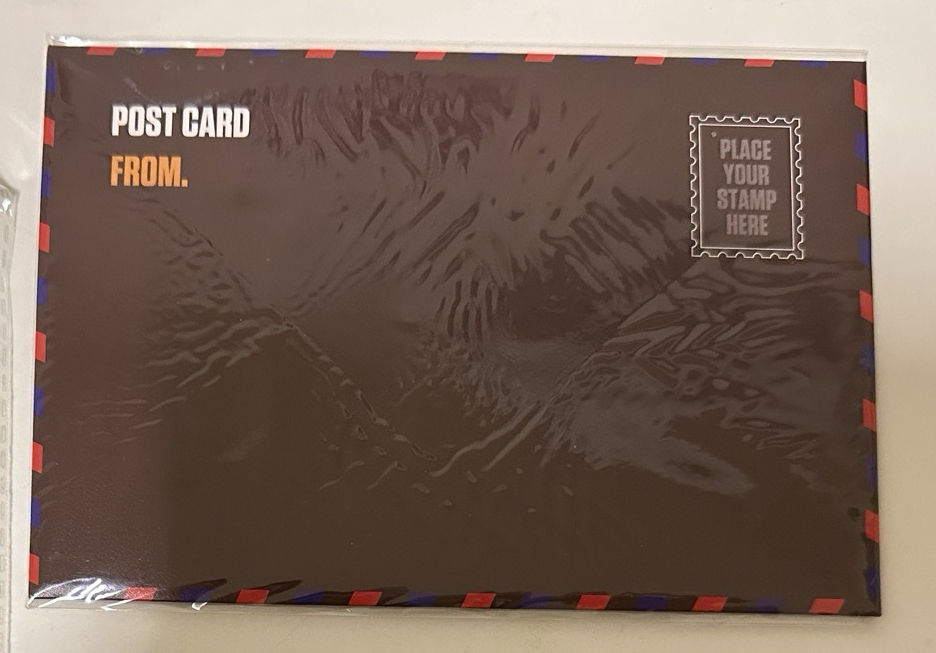 POST CARD
FROM.
PLACE
YOUR
STAMP
HERE